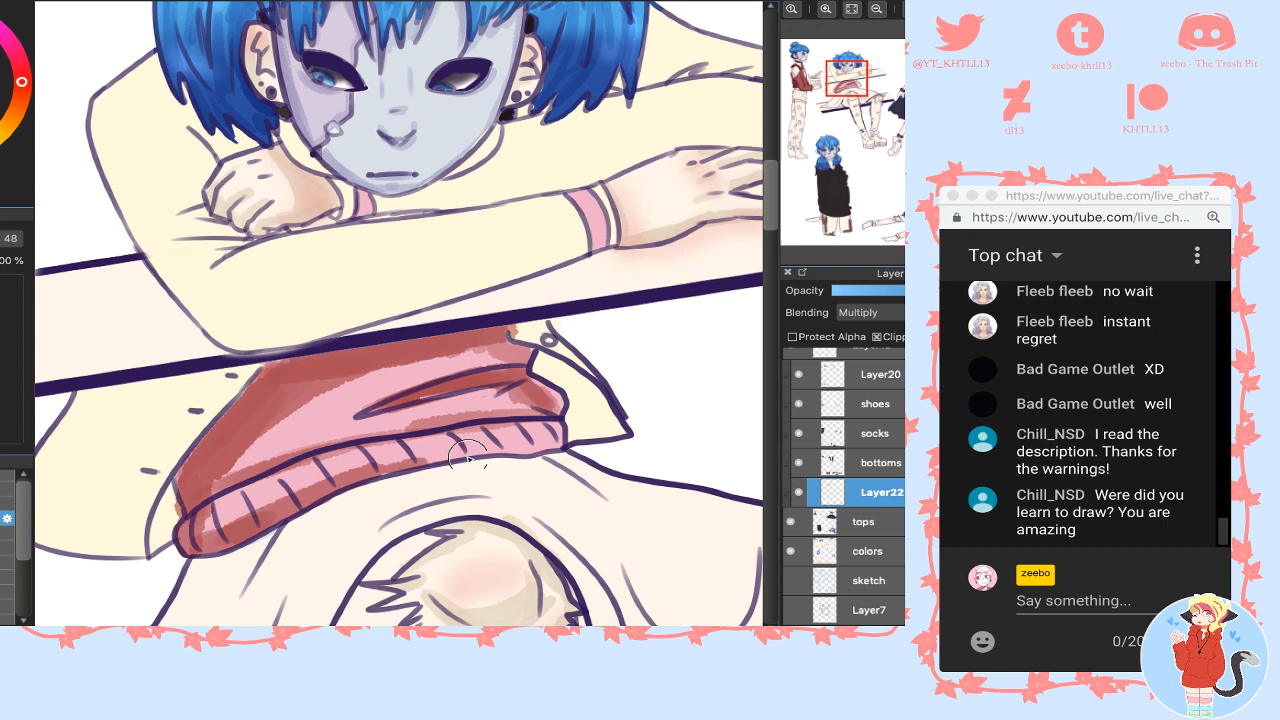 48
00 %
Layer
Opacity
Blending Multiply
Protect Alpha Clipp
Layer20
shoes
socks
bottoms
Layer22
tops
colors
sketch
Layer7
@YT_KHTLL13
zeebo-khtll13
zeebo - The Trash Pit
tll13
KHTLL13
https://www.youtube.com/live_chat?...
https://www.youtube.com/live_ch...
Top chat
Fleeb fleeb no wait
Fleeb fleeb instant
regret
Bad Game Outlet XD
Bad Game Outlet well
Chill_NSD I read the
description. Thanks for
the warnings!
Chill_NSD Were did you
learn to draw? You are
amazing
zeebo
Say something...
0/20